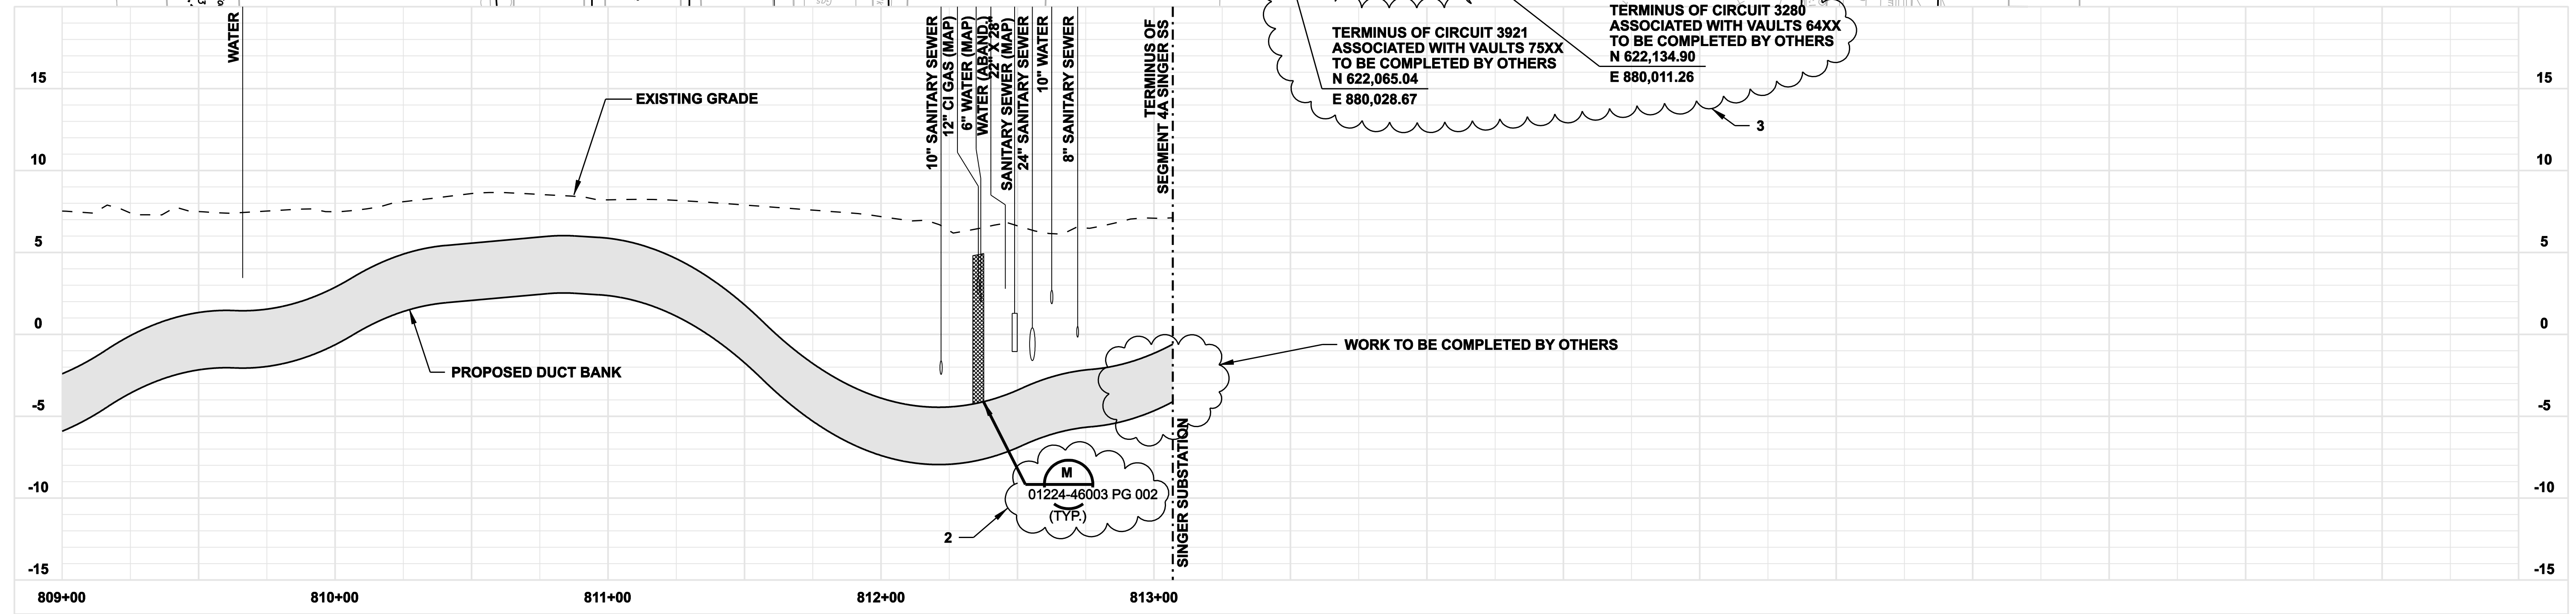 WATER
10" SANITARY SEWER
12" CI GAS (MAP)
6" WATER (MAP)
WATER (ABAND)
22" X 28"
SANITARY SEWER (MAP)
24" SANITARY SEWER
10" WATER
8" SANITARY SEWER
TERMINUS OF
SEGMENT 4A SINGER SS
TERMINUS OF CIRCUIT 3921
ASSOCIATED WITH VAULTS 75XX
TO BE COMPLETED BY OTHERS
N 622,065.04
E 880,028.67
TERMINUS OF CIRCUIT 3280
ASSOCIATED WITH VAULTS 64XX
TO BE COMPLETED BY OTHERS
N 622,134.90
E 880,011.26
3
15
15
EXISTING GRADE
10
10
5
5
0
0
WORK TO BE COMPLETED BY OTHERS
PROPOSED DUCT BANK
-5
-5
SINGER SUBSTATION
M
01224-46003 PG 002
(TYP.)
2
-10
-10
-15
-15
809+00
810+00
811+00
812+00
813+00